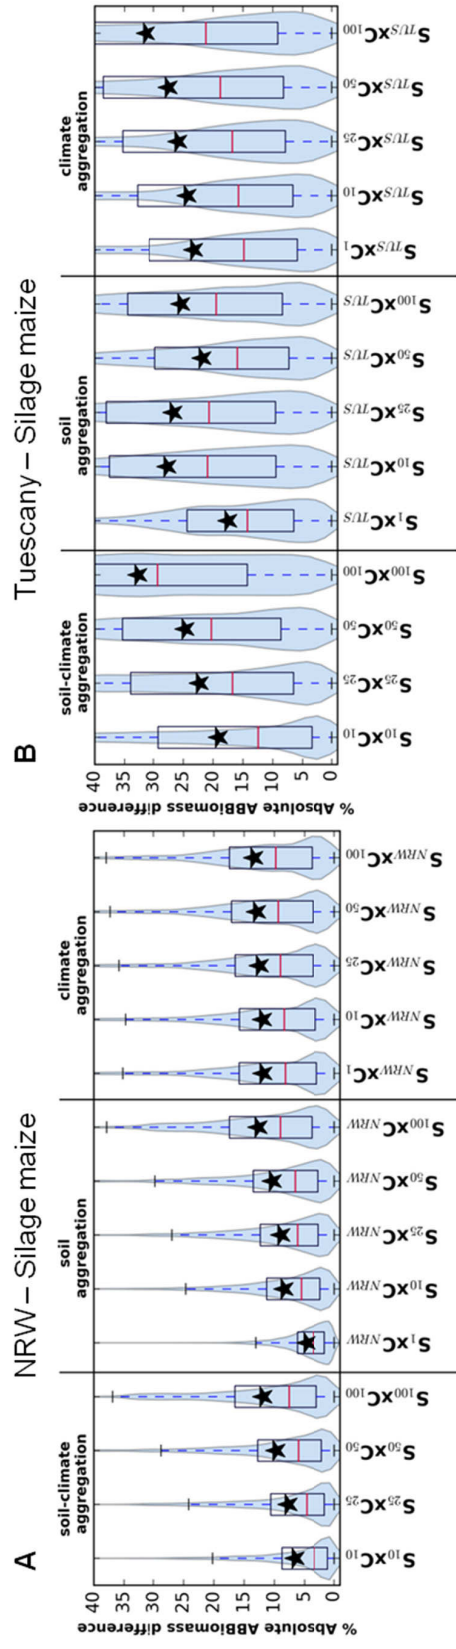 A
NRW – Silage maize
soil-climate
aggregation
soil
aggregation
climate
aggregation
% Absolute ABBiomass difference
40
35
30
25
20
15
10
5
0
S10xC10
S25xC25
S50xC50
S100xC100
S1xCNRW
S10xCNRW
S25xCNRW
S50xCNRW
S100xCNRW
SNRWxC1
SNRWxC10
SNRWxC25
SNRWxC50
SNRWxC100
B
Tuescany – Silage maize
soil-climate
aggregation
soil
aggregation
climate
aggregation
% Absolute ABBiomass difference
40
35
30
25
20
15
10
5
0
S10xC10
S25xC25
S50xC50
S100xC100
S1xCTUS
S10xCTUS
S25xCTUS
S50xCTUS
S100xCTUS
STUSxC1
STUSxC10
STUSxC25
STUSxC50
STUSxC100